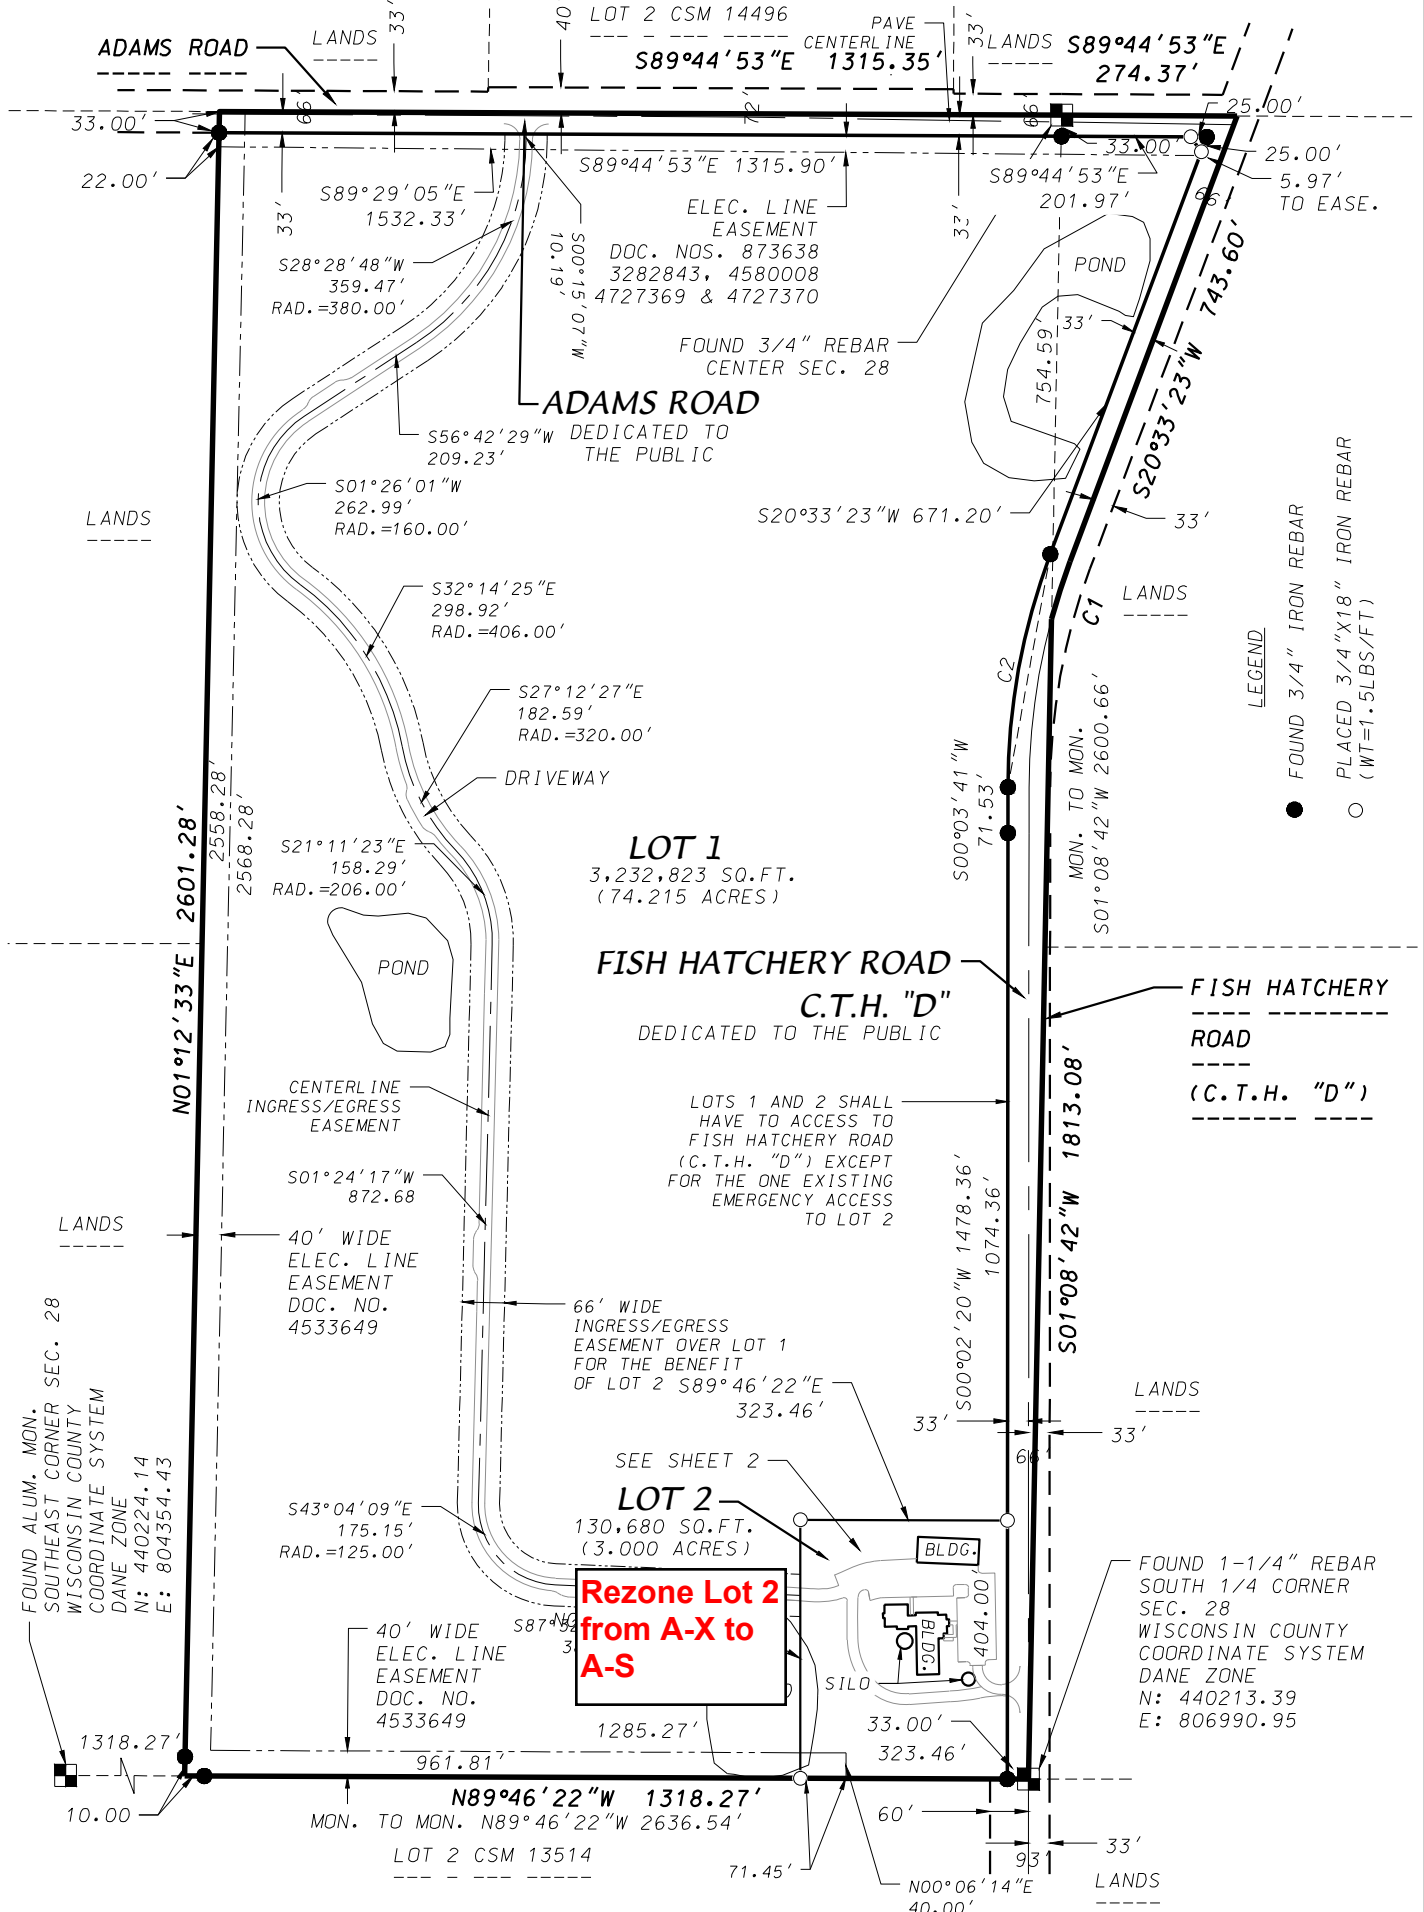 LOT 2 CSM 14496
ADAMS ROAD
LANDS
33'
40
PAVE
CENTERLINE
33'
LANDS
S89°44'53"E 1315.35'
S89°44'53"E
274.37'
33.00'
66'
72'
66'
25.00'
22.00'
33'
S89°29'05"E
1532.33'
S89°44'53"E 1315.90'
33.00'
S89°44'53"E
201.97'
25.00'
5.97'
TO EASE.
66'
33'
ELEC. LINE
EASEMENT
DOC. NOS. 873638
3282843, 4580008
4727369 & 4727370
S28°28'48"W
359.47'
RAD.=380.00'
S00°15'07"W
10.19'
POND
33'
743.60'
S20°33'23"W
FOUND 3/4" REBAR
CENTER SEC. 28
754.59'
ADAMS ROAD
DEDICATED TO
THE PUBLIC
S56°42'29"W
209.23'
S01°26'01"W
262.99'
RAD.=160.00'
LANDS
S20°33'23"W 671.20'
33'
S32°14'25"E
298.92'
RAD.=406.00'
LANDS
C1
C2
LEGEND
FOUND 3/4" IRON REBAR
PLACED 3/4"X18" IRON REBAR
(WT=1.5LBS/FT)
S27°12'27"E
182.59'
RAD.=320.00'
DRIVEWAY
S00°03'41"W
71.53'
MON. TO MON.
S01°08'42"W 2600.66'
N01°12'33"E 2601.28'
2558.28'
2568.28'
S21°11'23"E
158.29'
RAD.=206.00'
LOT 1
3,232,823 SQ.FT.
(74.215 ACRES)
POND
FISH HATCHERY ROAD
C.T.H. "D"
DEDICATED TO THE PUBLIC
FISH HATCHERY
ROAD
(C.T.H. "D")
CENTERLINE
INGRESS/EGRESS
EASEMENT
LOTS 1 AND 2 SHALL
HAVE TO ACCESS TO
FISH HATCHERY ROAD
(C.T.H. "D") EXCEPT
FOR THE ONE EXISTING
EMERGENCY ACCESS
TO LOT 2
S01°08'42"W 1813.08'
S00°02'20"W 1478.36'
1074.36'
S01°24'17"W
872.68
LANDS
40' WIDE
ELEC. LINE
EASEMENT
DOC. NO.
4533649
66' WIDE
INGRESS/EGRESS
EASEMENT OVER LOT 1
FOR THE BENEFIT
OF LOT 2
S89°46'22"E
323.46'
LANDS
33'
33'
66'
FOUND ALUM. MON.
SOUTHEAST CORNER SEC. 28
WISCONSIN COUNTY
COORDINATE SYSTEM
DANE ZONE
N: 440224.14
E: 804354.43
SEE SHEET 2
LOT 2
130,680 SQ.FT.
(3.000 ACRES)
S43°04'09"E
175.15'
RAD.=125.00'
BLDG.
BLDG.
404.00'
SILO
FOUND 1-1/4" REBAR
SOUTH 1/4 CORNER
SEC. 28
WISCONSIN COUNTY
COORDINATE SYSTEM
DANE ZONE
N: 440213.39
E: 806990.95
Rezone Lot 2
from A-X to
A-S
40' WIDE
ELEC. LINE
EASEMENT
DOC. NO.
4533649
1285.27'
33.00'
323.46'
1318.27'
961.81'
10.00
N89°46'22"W 1318.27'
MON. TO MON. N89°46'22"W 2636.54'
LOT 2 CSM 13514
71.45'
60'
33'
93'
N00°06'14"E
40.00'
LANDS